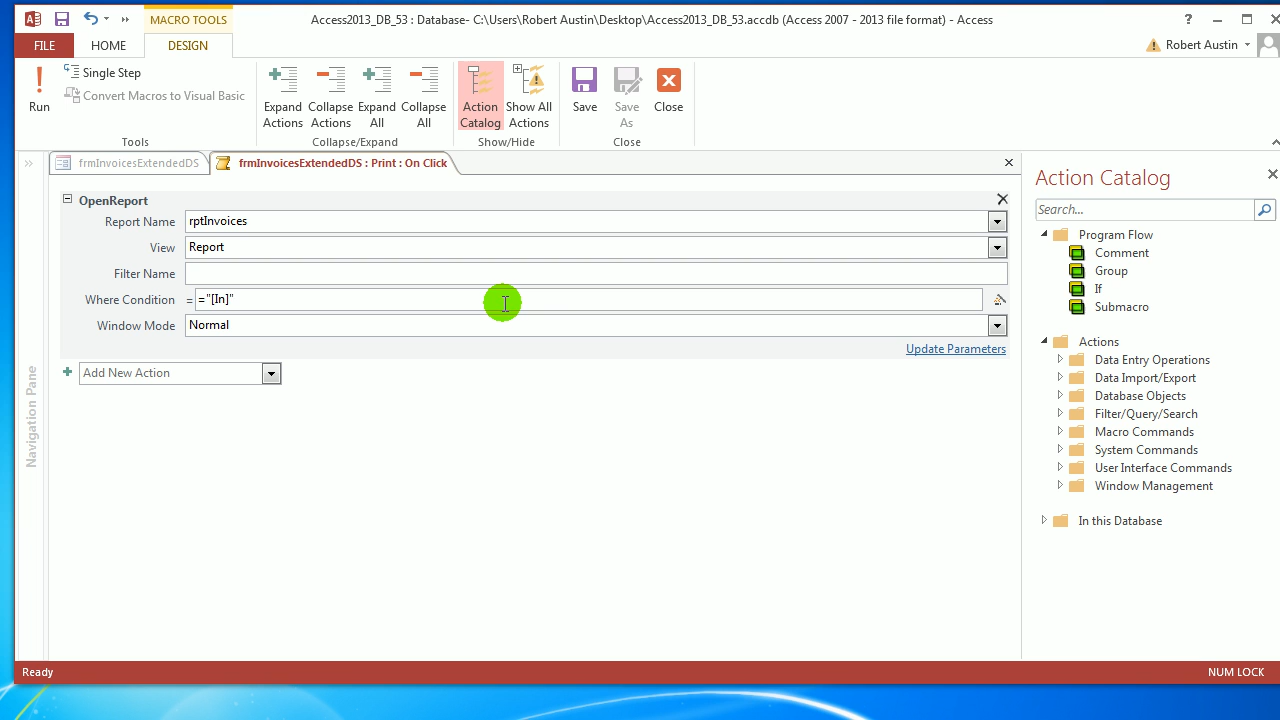 MACRO TOOLS
Access2013_DB_53 : Database- C:\Users\Robert Austin\Desktop\Access2013_DB_53.accdb (Access 2007 - 2013 file format) - Access
?
FILE
HOME
DESIGN
Robert Austin
Run
Single Step
Convert Macros to Visual Basic
Tools
Expand
Actions
Collapse
Actions
Expand
All
Collapse
All
Collapse/Expand
Action
Catalog
Show All
Actions
Show/Hide
Save
Save
As
Close
Close
frmInvoicesExtendedDS
frmInvoicesExtendedDS : Print : On Click
OpenReport
Report Name rptInvoices
View Report
Filter Name
Where Condition = ="[In]"
Window Mode Normal
Update Parameters
Add New Action
Navigation Pane
Action Catalog
Search...
Program Flow
Comment
Group
If
Submacro
Actions
Data Entry Operations
Data Import/Export
Database Objects
Filter/Query/Search
Macro Commands
System Commands
User Interface Commands
Window Management
In this Database
Ready
NUM LOCK